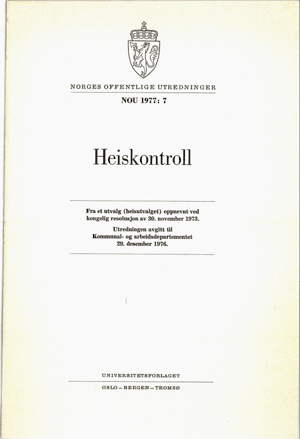 NORGES OFFENTLIGE UTREDNINGER
NOU 1977: 7
Heiskontroll
Fra et utvalg (heisutvalget) oppnevnt ved
kongelig resolusjon av 30. november 1973.
Utredningen avgitt til
Kommunal- og arbeidsdepartementet
29. desember 1976.
UNIVERSITETSFORLAGET
OSLO – BERGEN – TROMSØ